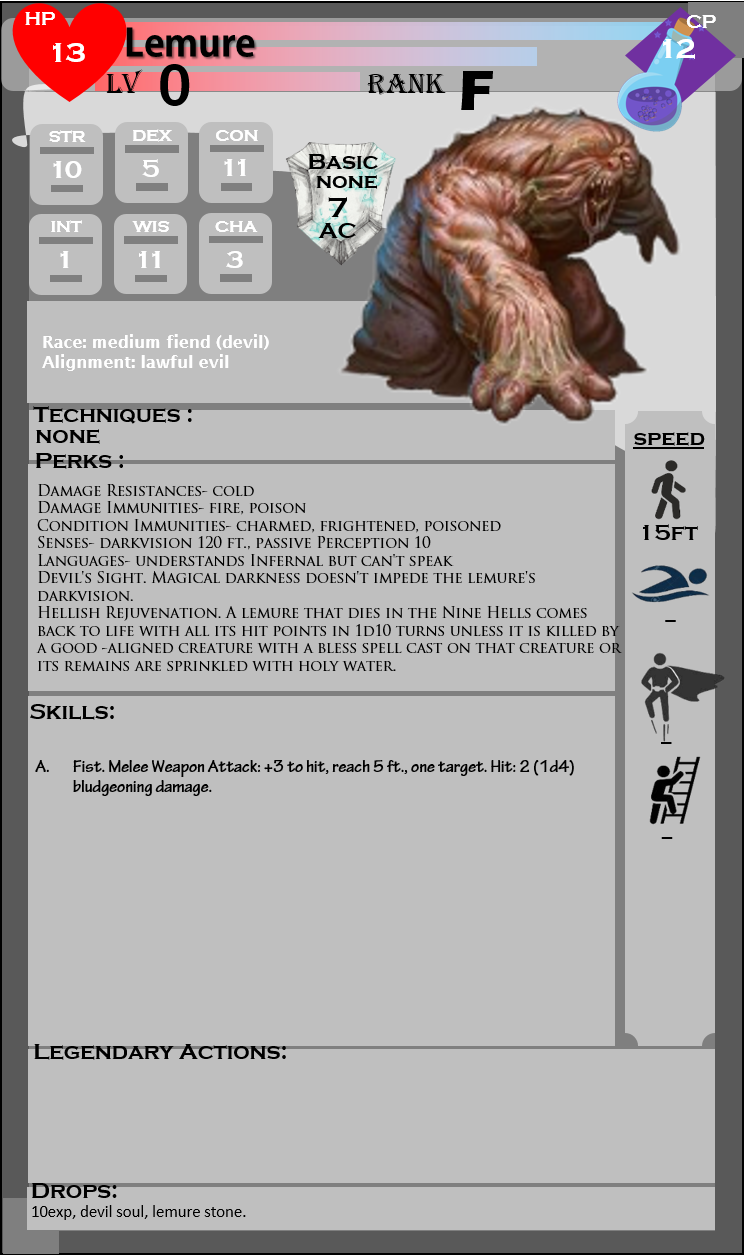 HP
13
Lemure
CP
12
LV 0
RANK F
STR
10
DEX
5
CON
11
INT
1
WIS
11
CHA
3
Basic
none
7
AC
Race: medium fiend (devil)
Alignment: lawful evil
Techniques :
none
Perks :
Damage Resistances- cold
Damage Immunities- fire, poison
Condition Immunities- charmed, frightened, poisoned
Senses- darkvision 120 ft., passive Perception 10
Languages- understands Infernal but can't speak
Devil's Sight. Magical darkness doesn't impede the lemure's
darkvision.
Hellish Rejuvenation. A lemure that dies in the Nine Hells comes
back to life with all its hit points in 1d10 turns unless it is killed by
a good -aligned creature with a bless spell cast on that creature or
its remains are sprinkled with holy water.
SPEED
15FT
–
–
–
Skills:
A. Fist. Melee Weapon Attack: +3 to hit, reach 5 ft., one target. Hit: 2 (1d4)
bludgeoning damage.
Legendary Actions:
Drops:
10exp, devil soul, lemure stone.